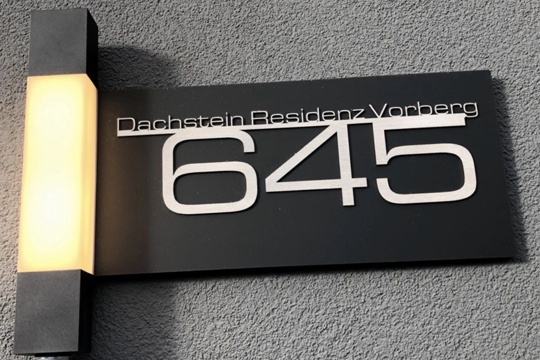 Dachstein Residenz Vorberg
645